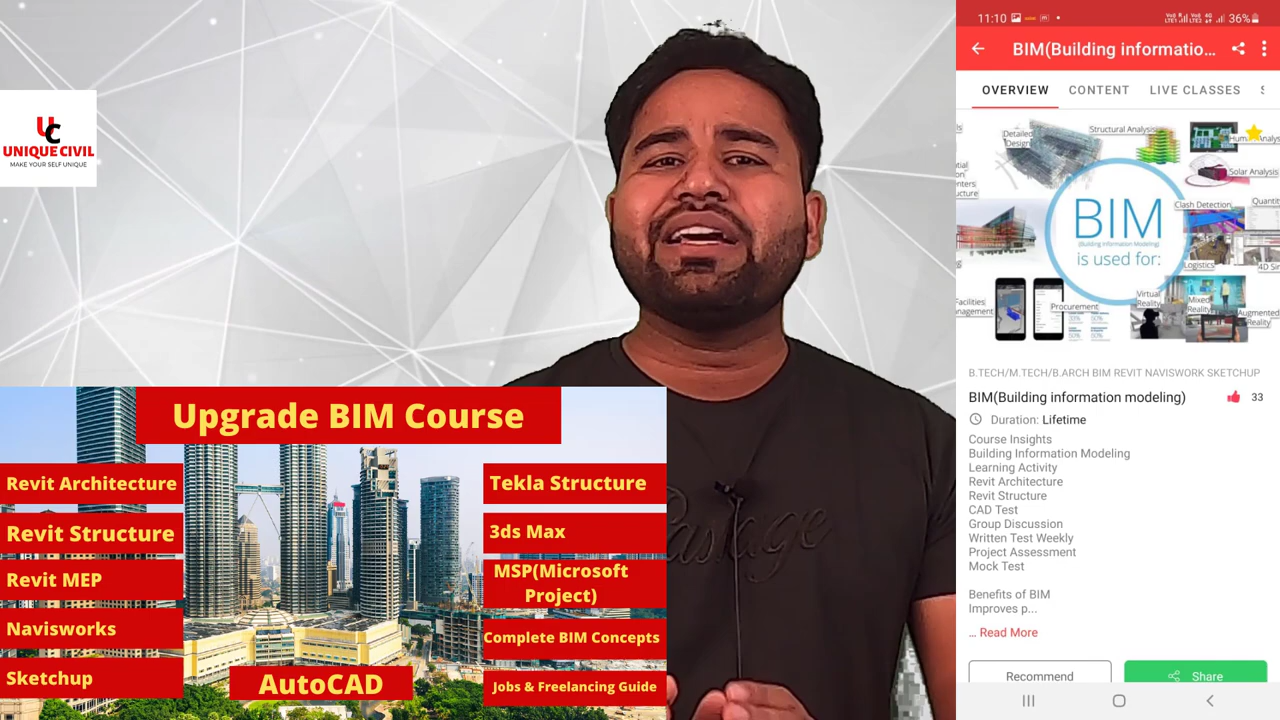 UC
UNIQUE CIVIL
MAKE YOUR SELF UNIQUE
Upgrade BIM Course
Revit Architecture
Revit Structure
Revit MEP
Navisworks
Sketchup
AutoCAD
Tekla Structure
3ds Max
MSP(Microsoft
Project)
Complete BIM Concepts
Jobs & Freelancing Guide
11:10
36%
BIM(Building informatio...
OVERVIEW CONTENT LIVE CLASSES
Detailed
Design
Structural Analysis
Solar Analysis
Clash Detection
BIM
(Building Information Modeling)
is used for:
Logistics
Procurement
Virtual
Reality
Mixed
Reality
Augmented
Reality
B.TECH/M.TECH/B.ARCH BIM REVIT NAVISWORK SKETCHUP
BIM(Building information modeling)
33
Duration: Lifetime
Course Insights
Building Information Modeling
Learning Activity
Revit Architecture
Revit Structure
CAD Test
Group Discussion
Written Test Weekly
Project Assessment
Mock Test
Benefits of BIM
Improves p...
... Read More
Recommend
Share